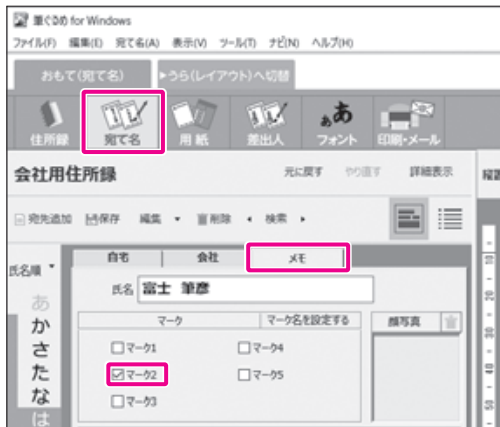 筆ぐるめ for Windows
ファイル(F) 編集(E) 宛て名(A) 表示(V) ツール(T) ナビ(N) ヘルプ(H)
おもて(宛て名) ▶うら(レイアウト)へ切替
住所録 宛て名 用紙 差出人 フォント 印刷・メール
会社用住所録 元に戻す やり直す 詳細表示
宛先追加 保存 編集 削除 検索
自宅 会社 メモ
氏名順
氏名 富士 筆彦
マーク マーク名を設定する 顔写真
マーク1 マーク4
マーク2 マーク5
マーク3
あ
か
さ
た
な
は
10
20
30
40
50